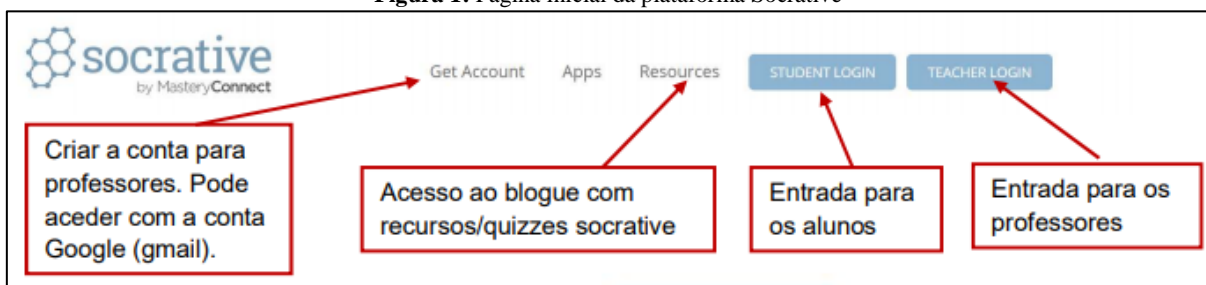 Figura 1: Página inicial da plataforma Socrative
socrative
by MasteryConnect
Get Account Apps Resources STUDENT LOGIN TEACHER LOGIN
Criar a conta para
professores. Pode
aceder com a conta
Google (gmail).
Acesso ao blogue com
recursos/quizzes socrative
Entrada para
os alunos
Entrada para os
professores